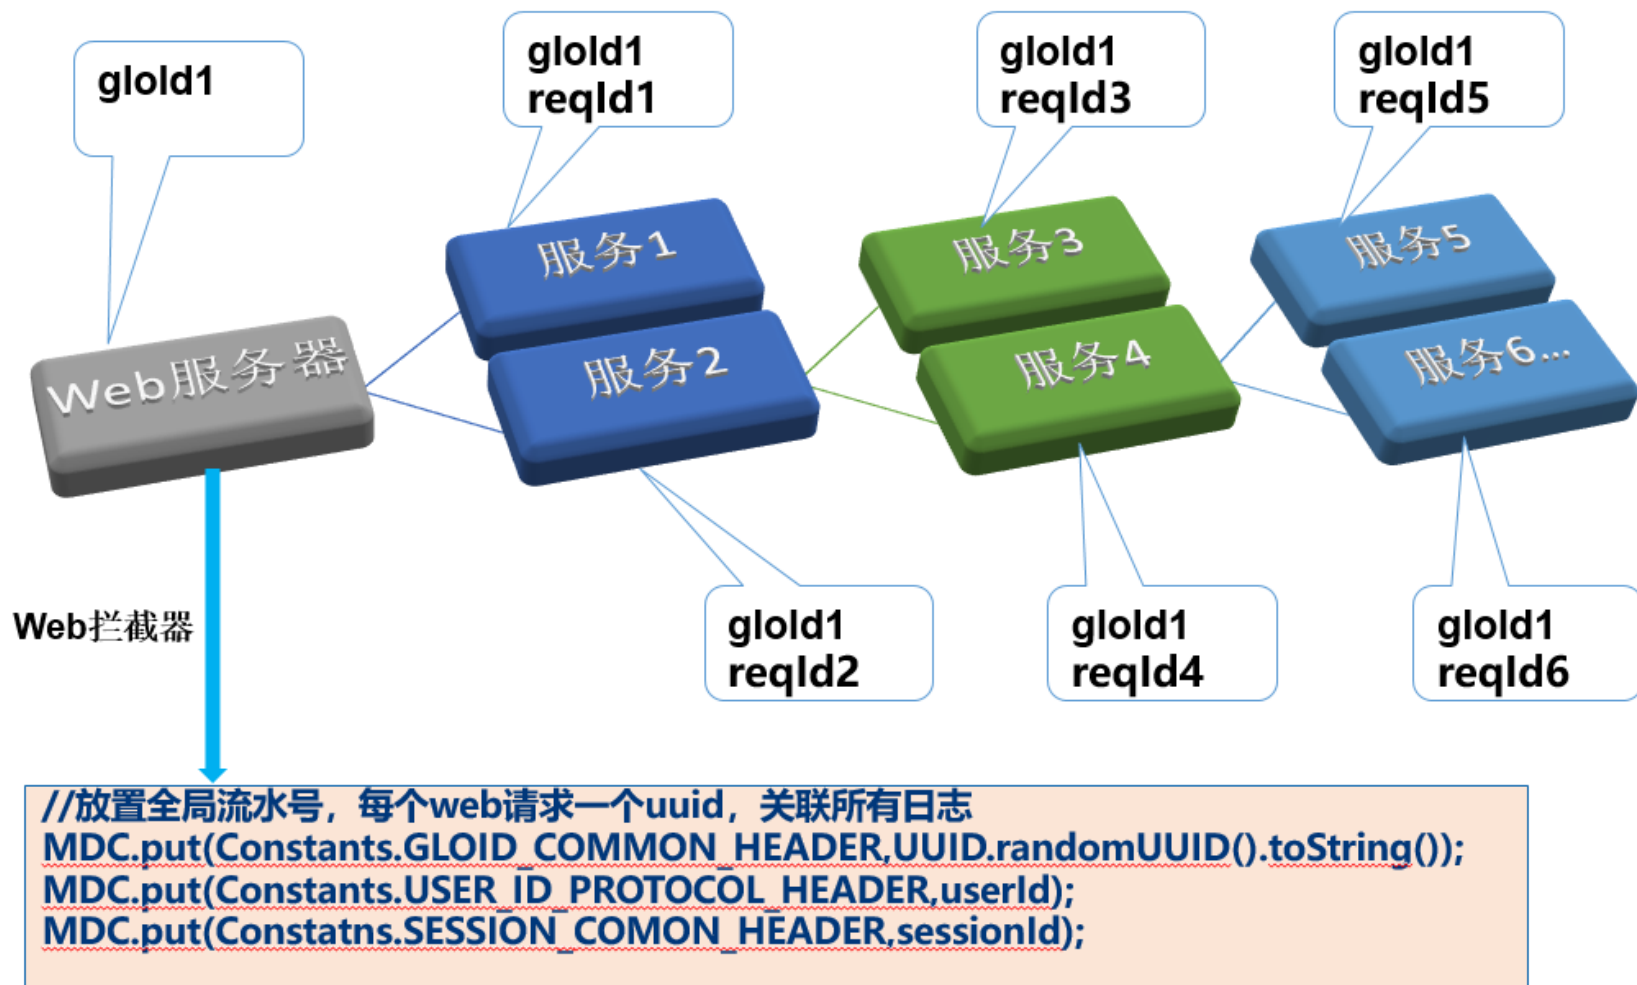 gloId1
gloId1
reqId1
gloId1
reqId3
gloId1
reqId5
服务1
服务3
服务5
Web服务器
服务2
服务4
服务6...
Web拦截器
gloId1
reqId2
gloId1
reqId4
gloId1
reqId6
//放置全局流水号，每个web请求一个uuid，关联所有日志
MDC.put(Constants.GLOID_COMMON_HEADER,UUID.randomUUID().toString());
MDC.put(Constants.USER_ID_PROTOCOL_HEADER,userId);
MDC.put(Constatns.SESSION_COMON_HEADER,sessionId);